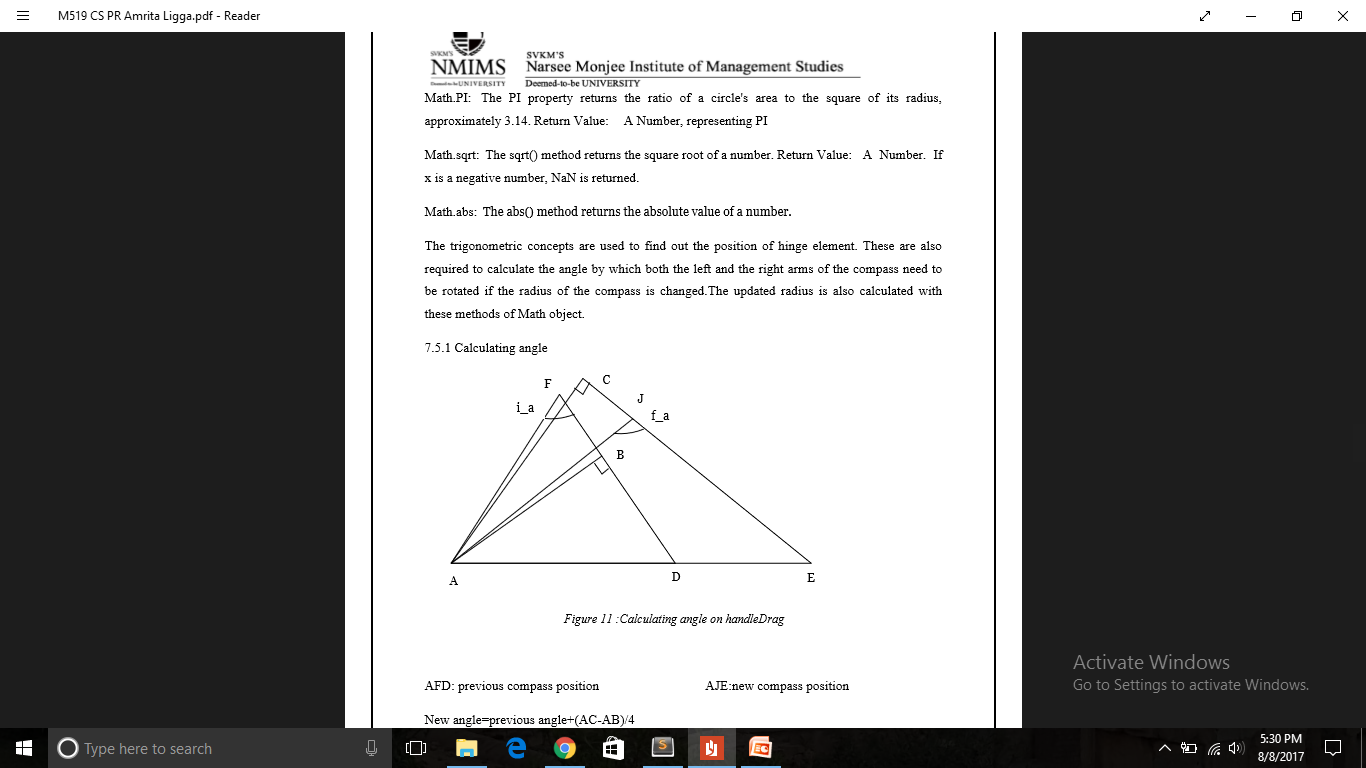 M519 CS PR Amrita Ligga.pdf - Reader
SVKM'S
NMIMS
Deemed-to-be UNIVERSITY
SVKM'S
Narsee Monjee Institute of Management Studies
Deemed-to-be UNIVERSITY
Math.PI: The PI property returns the ratio of a circle's area to the square of its radius,
approximately 3.14. Return Value: A Number, representing PI
Math.sqrt: The sqrt() method returns the square root of a number. Return Value: A Number. If
x is a negative number, NaN is returned.
Math.abs: The abs() method returns the absolute value of a number.
The trigonometric concepts are used to find out the position of hinge element. These are also
required to calculate the angle by which both the left and the right arms of the compass need to
be rotated if the radius of the compass is changed.The updated radius is also calculated with
these methods of Math object.
7.5.1 Calculating angle
F
C
i_a
J
f_a
B
A
D
E
Figure 11 :Calculating angle on handleDrag
AFD: previous compass position AJE:new compass position
New angle=previous angle+(AC-AB)/4
Activate Windows
Go to Settings to activate Windows.
Type here to search
S
EC
5:30 PM
8/8/2017